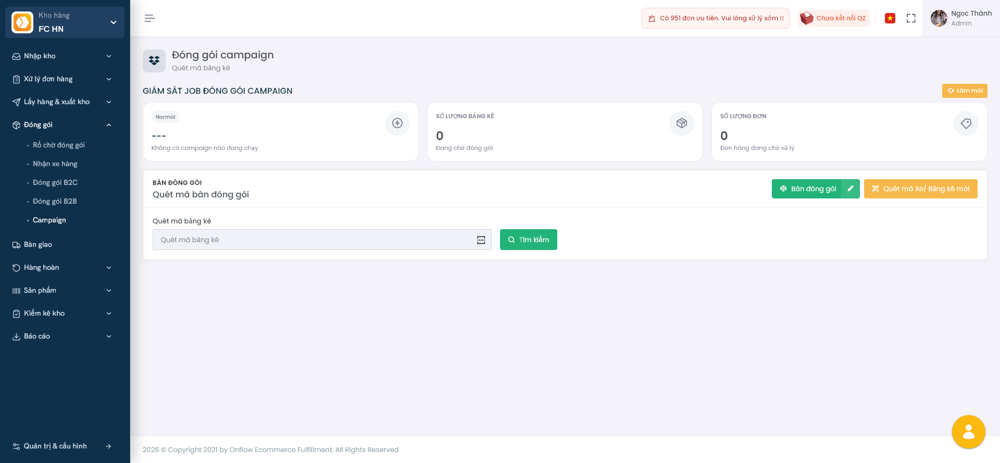 Kho hàng
FC HN
Nhập kho
Xử lý đơn hàng
Lấy hàng & xuất kho
Đóng gói
Rổ chờ đóng gói
Nhận xe hàng
Đóng gói B2C
Đóng gói B2B
Campaign
Bàn giao
Hàng hoàn
Sản phẩm
Kiểm kê kho
Báo cáo
Quản trị & cấu hình
Có 951 đơn ưu tiên. Vui lòng xử lý sớm !!
Chưa kết nối QZ
Ngọc Thành
Admin
Đóng gói campaign
Quét mã bảng kê
GIÁM SÁT JOB ĐÓNG GÓI CAMPAIGN
Làm mới
Normal
---
Không có campaign nào đang chạy
SỐ LƯỢNG BẢNG KÊ
0
Đang chờ đóng gói
SỐ LƯỢNG ĐƠN
0
Đơn hàng đang chờ xử lý
BÀN ĐÓNG GÓI
Quét mã bàn đóng gói
Bàn đóng gói
Quét mã Xe/ Bảng kê mới
Quét mã bảng kê
Quét mã bảng kê
Tìm kiếm
2026 © Copyright 2021 by Onflow Ecommerce Fulfillment. All Rights Reserved